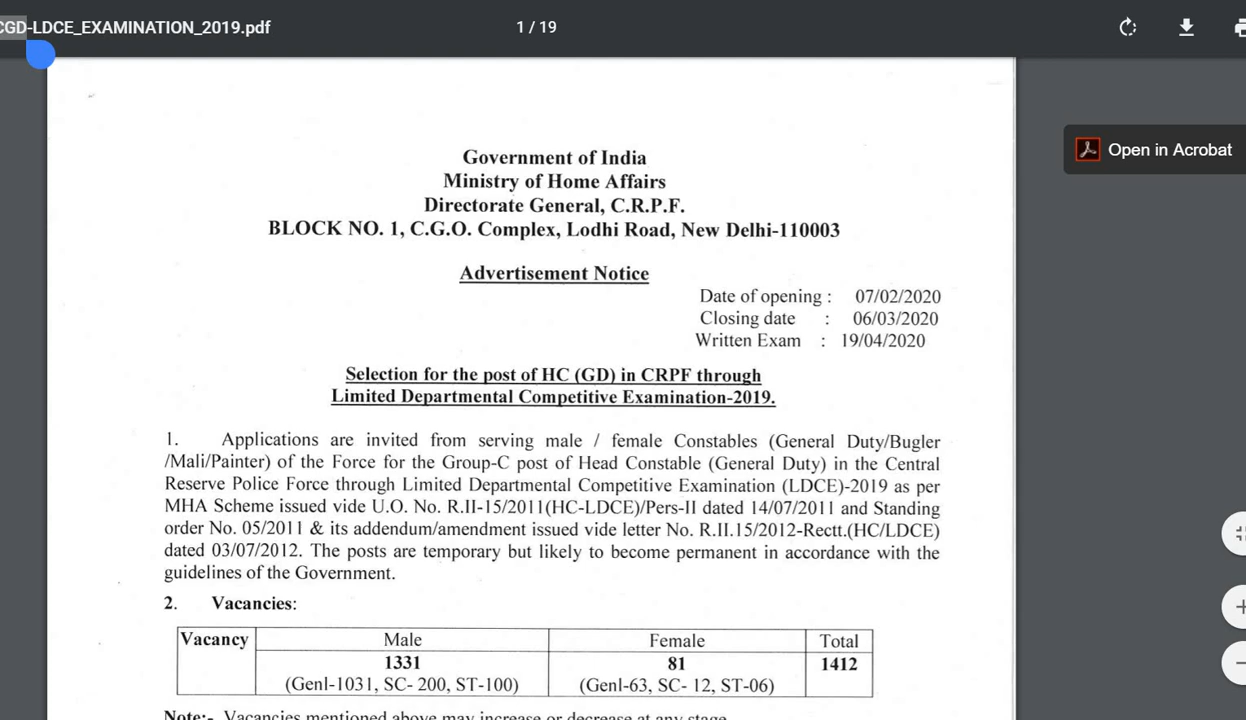 CGD-LDCE_EXAMINATION_2019.pdf
1 / 19
Open in Acrobat
Government of India
Ministry of Home Affairs
Directorate General, C.R.P.F.
BLOCK NO. 1, C.G.O. Complex, Lodhi Road, New Delhi-110003
Advertisement Notice
Date of opening : 07/02/2020
Closing date : 06/03/2020
Written Exam : 19/04/2020
Selection for the post of HC (GD) in CRPF through
Limited Departmental Competitive Examination-2019.
1. Applications are invited from serving male / female Constables (General Duty/Bugler
/Mali/Painter) of the Force for the Group-C post of Head Constable (General Duty) in the Central
Reserve Police Force through Limited Departmental Competitive Examination (LDCE)-2019 as per
MHA Scheme issued vide U.O. No. R.II-15/2011(HC-LDCE)/Pers-II dated 14/07/2011 and Standing
order No. 05/2011 & its addendum/amendment issued vide letter No. R.II.15/2012-Rectt.(HC/LDCE)
dated 03/07/2012. The posts are temporary but likely to become permanent in accordance with the
guidelines of the Government.
2. Vacancies:
Vacancy Male Female Total
1331 81 1412
(Genl-1031, SC- 200, ST-100) (Genl-63, SC- 12, ST-06)
Note:- Vacancies mentioned above may increase or decrease at any stage